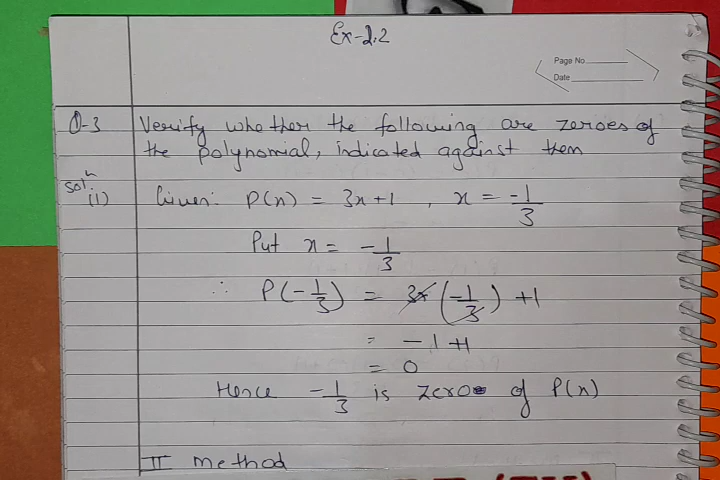 Ex-2.2
Page No
Date
Q-3 Verify whether the following are zeroes of
the polynomial, indicated against them
Solⁿ
(i) Given: P(x) = 3x+1 , x = -1/3
Put x = -1/3
∴ P(-1/3) = 3x(-1/3) +1
= -1+1
= 0
Hence -1/3 is zero of P(x)
II method